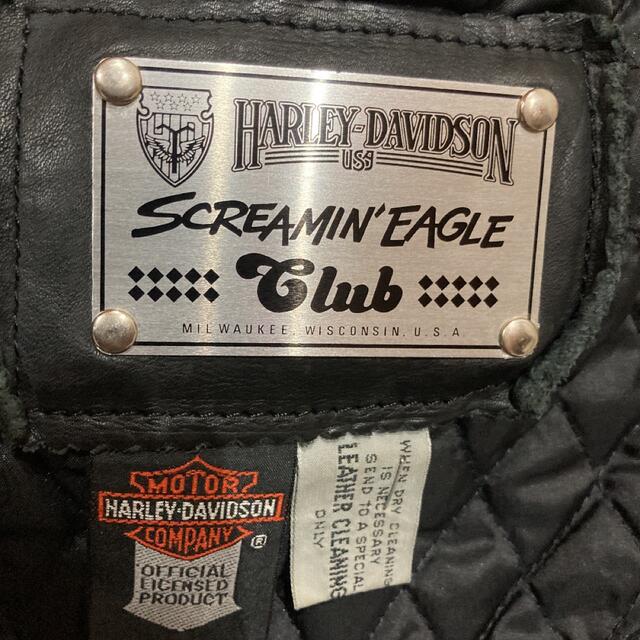 HARLEY-DAVIDSON
USA
SCREAMIN' EAGLE
Club
MILWAUKEE, WISCONSIN, U.S.A.
MOTOR
HARLEY-DAVIDSON
COMPANY
®
OFFICIAL
LICENSED
PRODUCT
WHEN DRY CLEANING
IS NECESSARY
SEND TO A SPECIAL
LEATHER CLEANING
ONLY